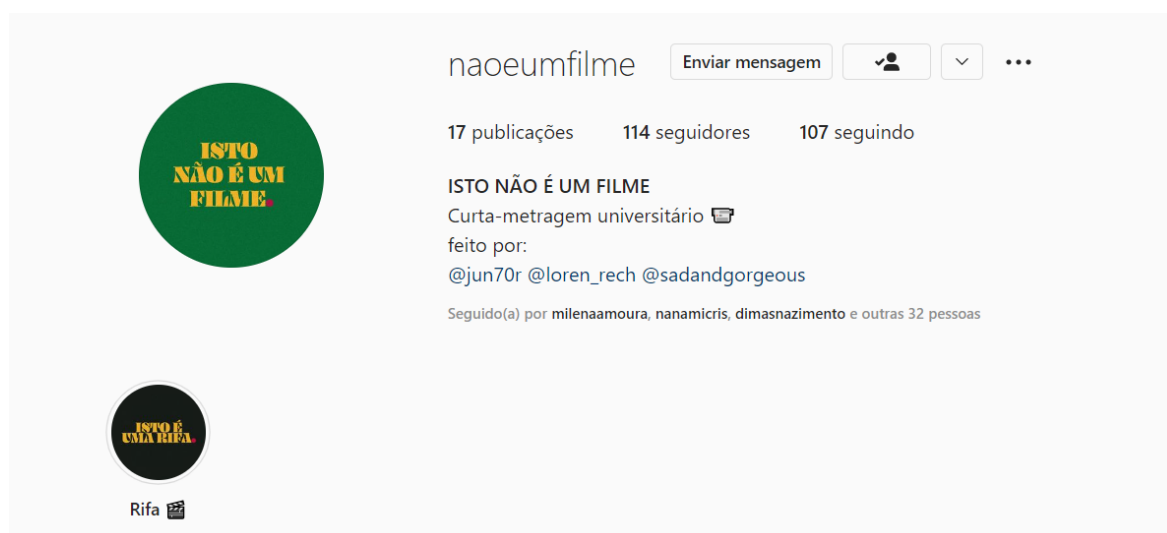 naoeumfilme Enviar mensagem
17 publicações 114 seguidores 107 seguindo
ISTO
NÃO É UM
FILME.
ISTO NÃO É UM FILME
Curta-metragem universitário 📽
feito por:
@jun70r @loren_rech @sadandgorgeous
Seguido(a) por milenaamoura, nanamicris, dimasnazimento e outras 32 pessoas
ISTO É
UMA RIFA.
Rifa 🎬